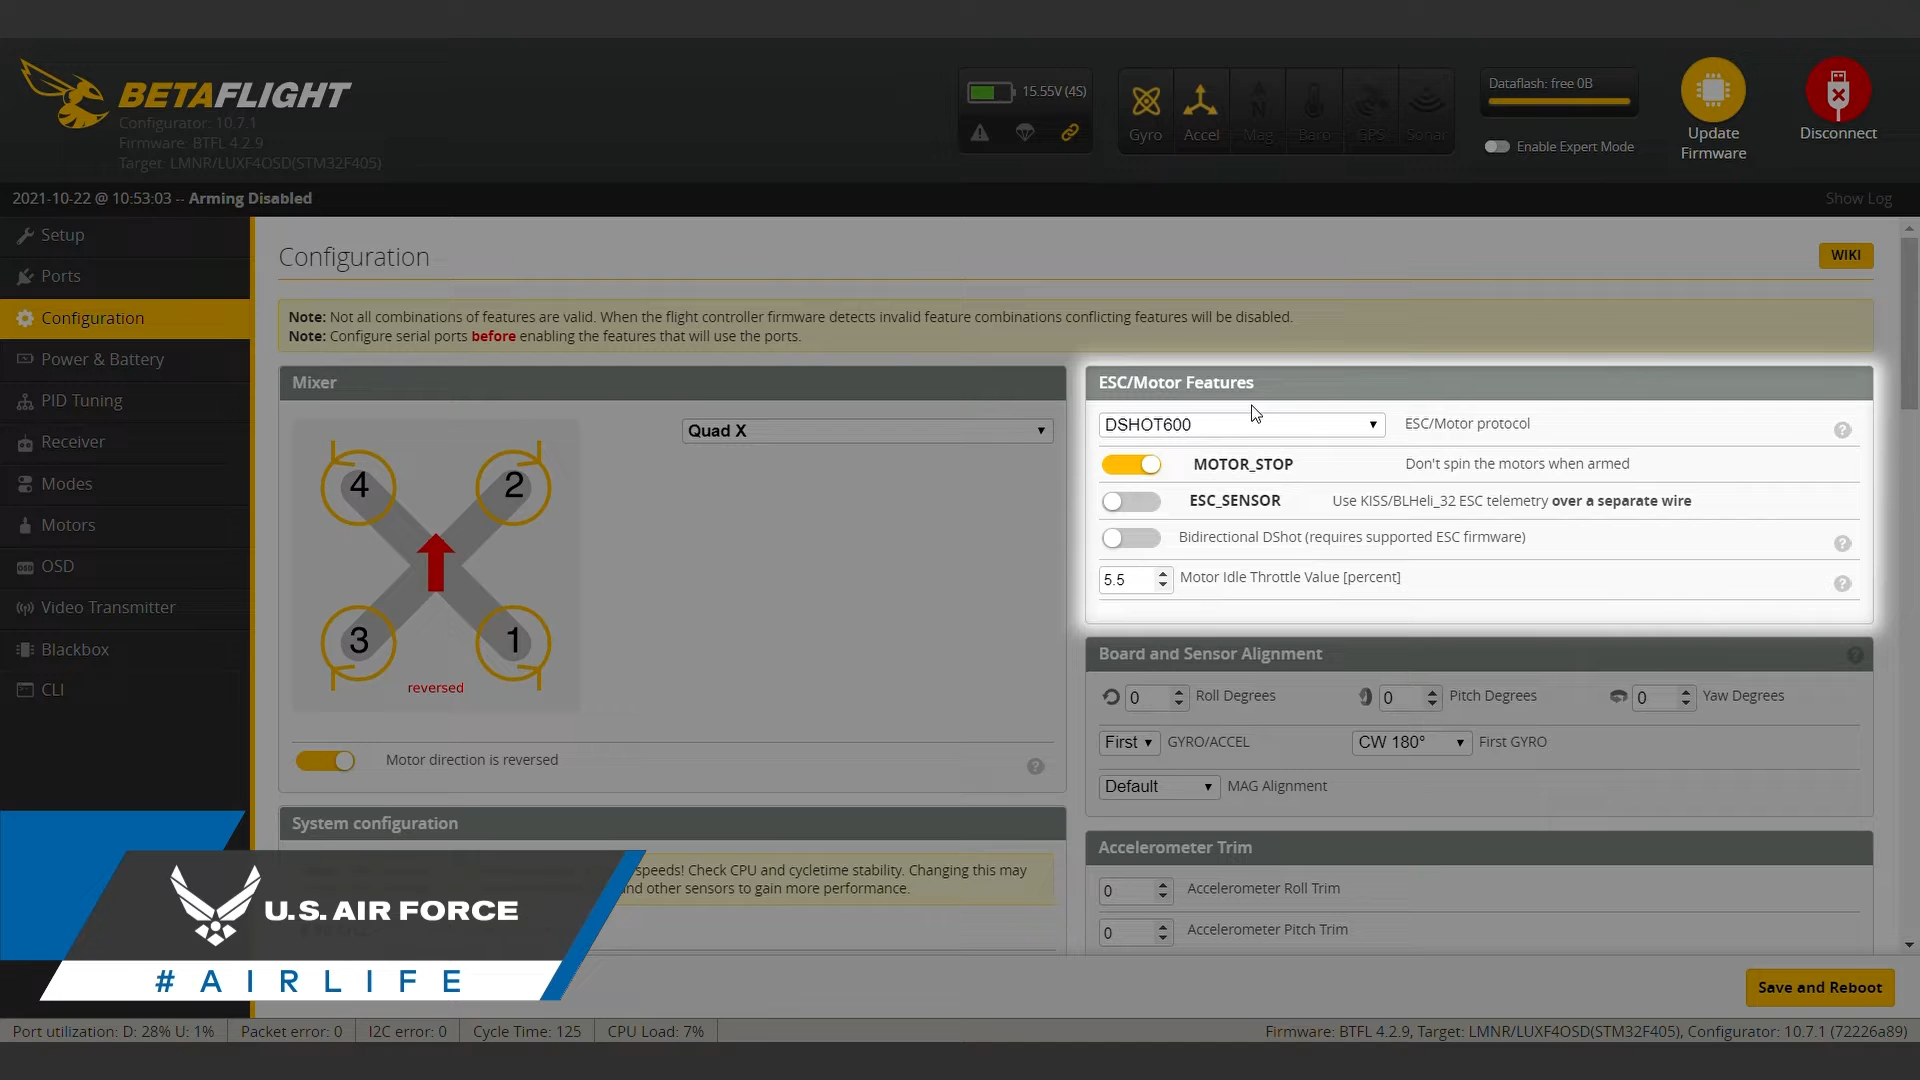 BETAFLIGHT
Configurator: 10.7.1
Firmware: BTFL 4.2.9
Target: LMNR/LUXF4OSD(STM32F405)
15.55V (4S)
Gyro
Accel
Mag
Baro
GPS
Sonar
Dataflash: free 0B
Enable Expert Mode
Update
Firmware
Disconnect
2021-10-22 @ 10:53:03 -- Arming Disabled
Show Log
Setup
Ports
Configuration
Power & Battery
PID Tuning
Receiver
Modes
Motors
OSD
Video Transmitter
Blackbox
CLI
Configuration
WIKI
Note: Not all combinations of features are valid. When the flight controller firmware detects invalid feature combinations conflicting features will be disabled.
Note: Configure serial ports before enabling the features that will use the ports.
Mixer
Quad X
4
2
3
1
reversed
Motor direction is reversed
System configuration
speeds! Check CPU and cycletime stability. Changing this may
nd other sensors to gain more performance.
ESC/Motor Features
DSHOT600
ESC/Motor protocol
MOTOR_STOP
Don't spin the motors when armed
ESC_SENSOR
Use KISS/BLHeli_32 ESC telemetry over a separate wire
Bidirectional DShot (requires supported ESC firmware)
5.5
Motor Idle Throttle Value [percent]
Board and Sensor Alignment
0 Roll Degrees
0 Pitch Degrees
0 Yaw Degrees
First
GYRO/ACCEL
CW 180°
First GYRO
Default
MAG Alignment
Accelerometer Trim
0 Accelerometer Roll Trim
0 Accelerometer Pitch Trim
U.S. AIR FORCE
#AIRLIFE
Save and Reboot
Port utilization: D: 28% U: 1%
Packet error: 0
I2C error: 0
Cycle Time: 125
CPU Load: 7%
Firmware: BTFL 4.2.9, Target: LMNR/LUXF4OSD(STM32F405), Configurator: 10.7.1 (72226a89)